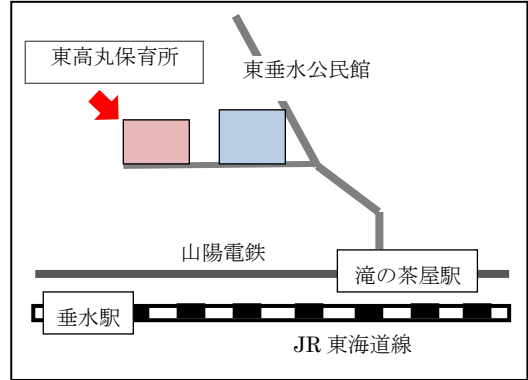 東高丸保育所
東垂水公民館
山陽電鉄
滝の茶屋駅
垂水駅
JR 東海道線